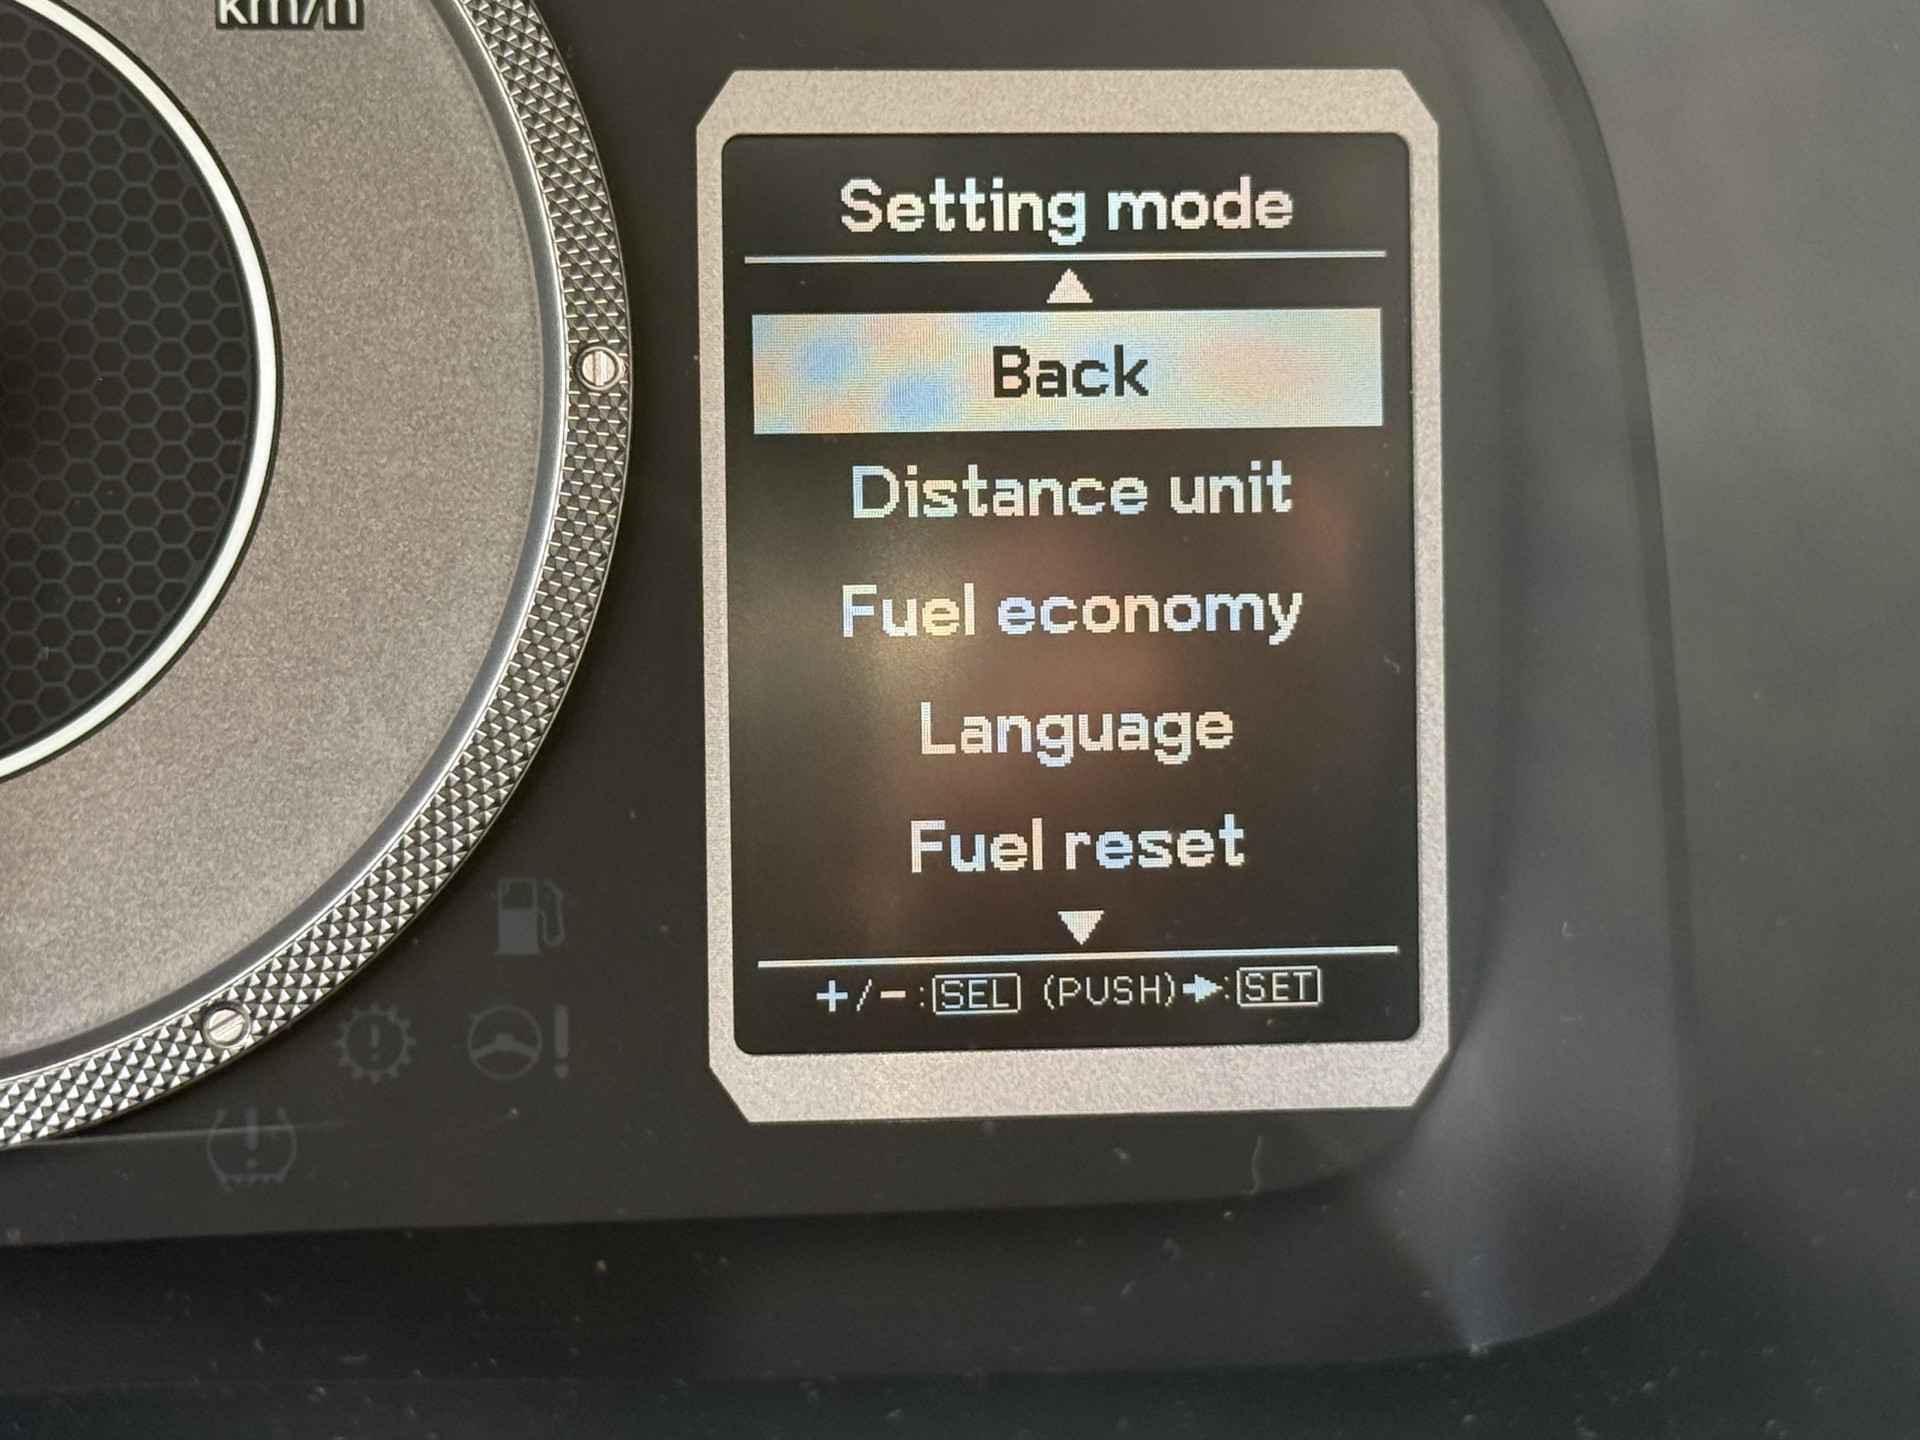 km/h
Setting mode
Back
Distance unit
Fuel economy
Language
Fuel reset
+/-:SEL (PUSH)➔:SET